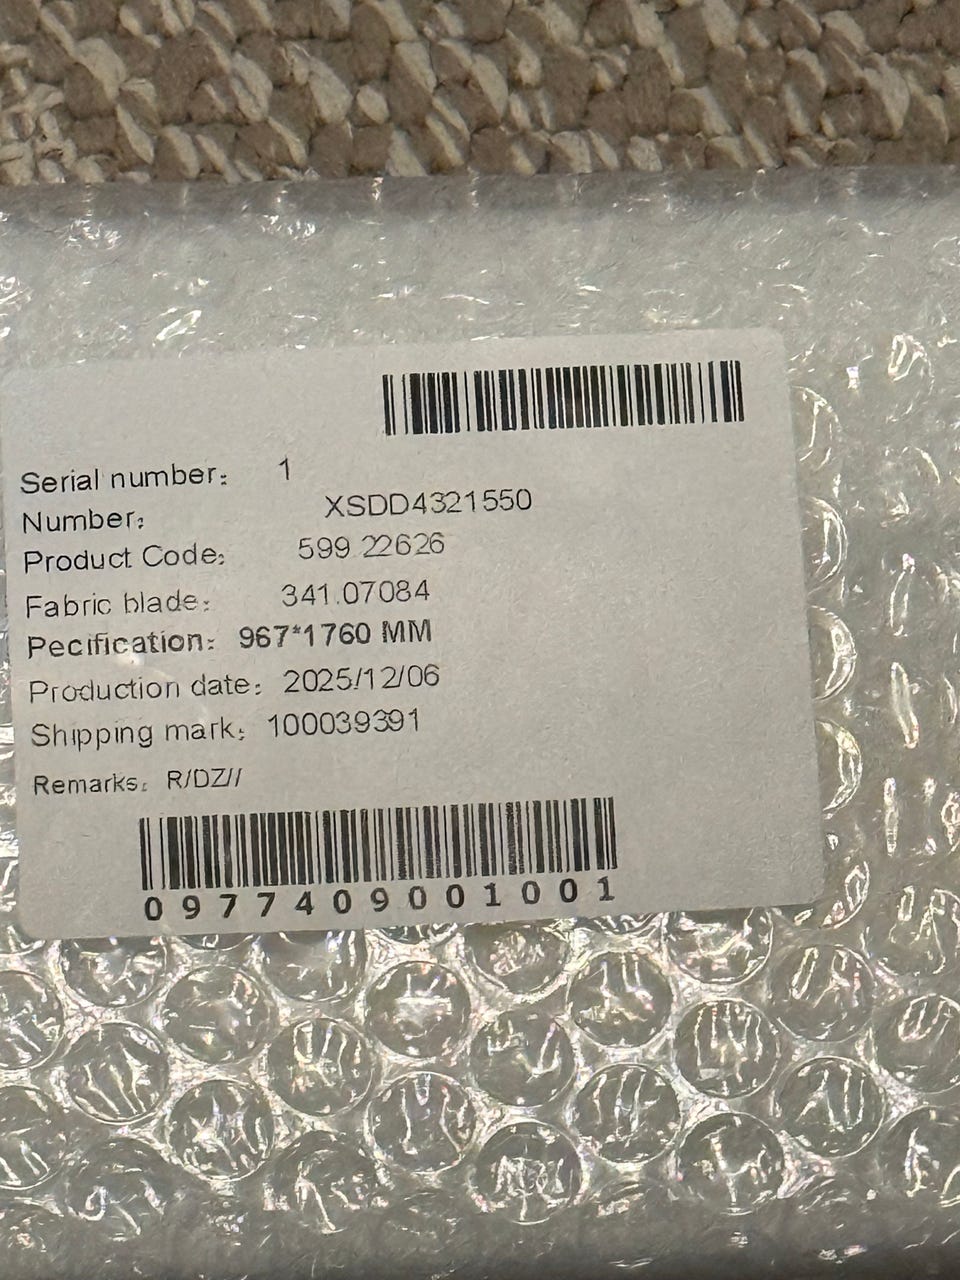 Serial number: 1
Number: XSDD4321550
Product Code: 599.22626
Fabric blade: 341.07084
Pecification: 967*1760 MM
Production date: 2025/12/06
Shipping mark: 100039391
Remarks: R/DZ//
0977409001001